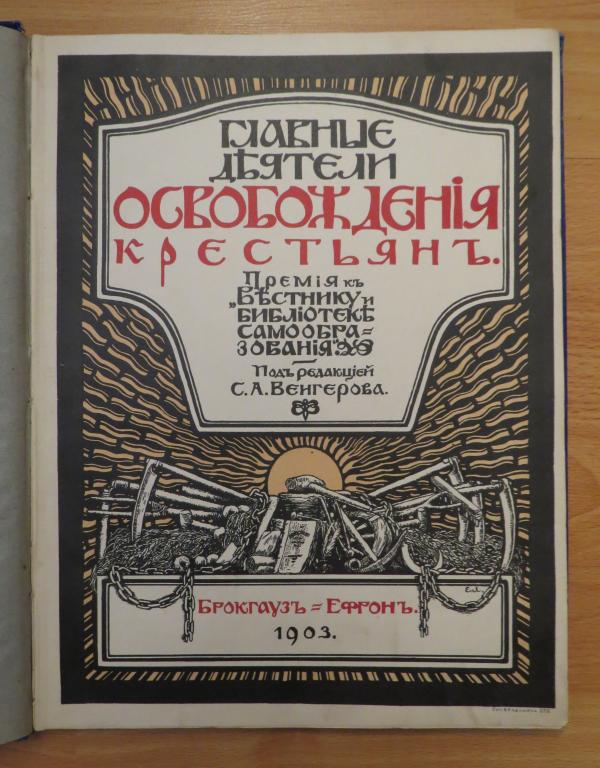 Главные
Дѣятели
Освобожденія
Крестьянъ.
Премія къ
„Вѣстнику и
Библіотекѣ
самообра=
зованія".
Подъ редакціей
С. А. Венгерова.
Брокгаузъ = Ефронъ.
1903.